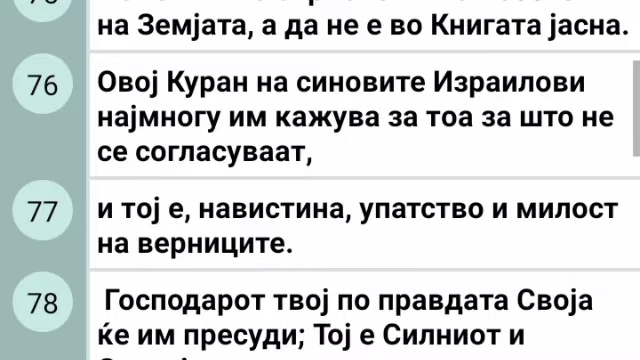 на Земјата, а да не е во Книгата јасна.
76
Овој Куран на синовите Израилови
најмногу им кажува за тоа за што не
се согласуваат,
77
и тој е, навистина, упатство и милост
на верниците.
78
Господарот твој по правдата Своја
ќе им пресуди; Тој е Силниот и